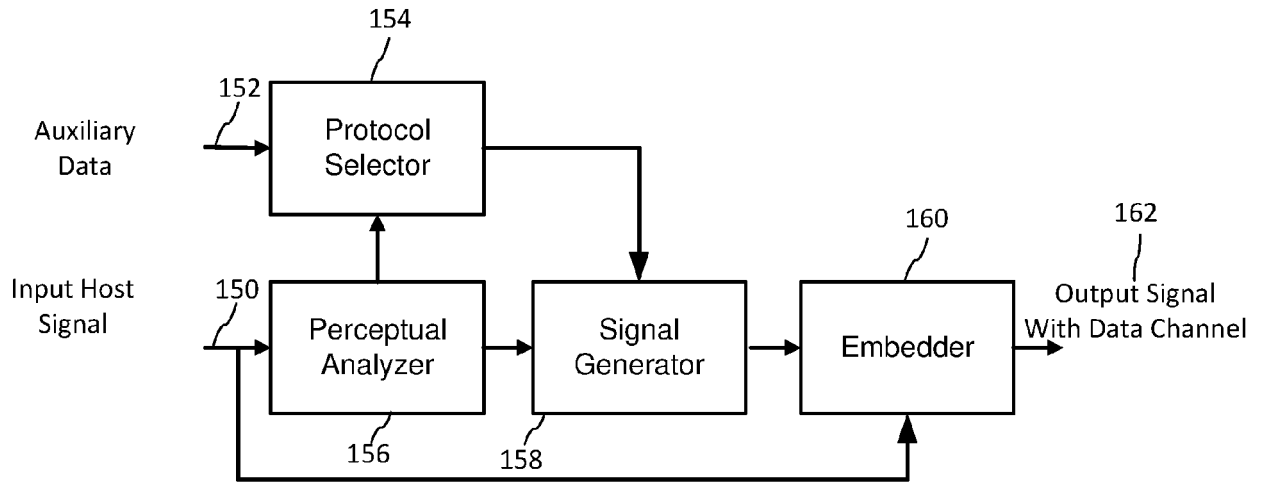 154
152
Auxiliary
Data
Protocol
Selector
160
162
Input Host
Signal
150
Perceptual
Analyzer
Signal
Generator
Embedder
Output Signal
With Data Channel
156
158